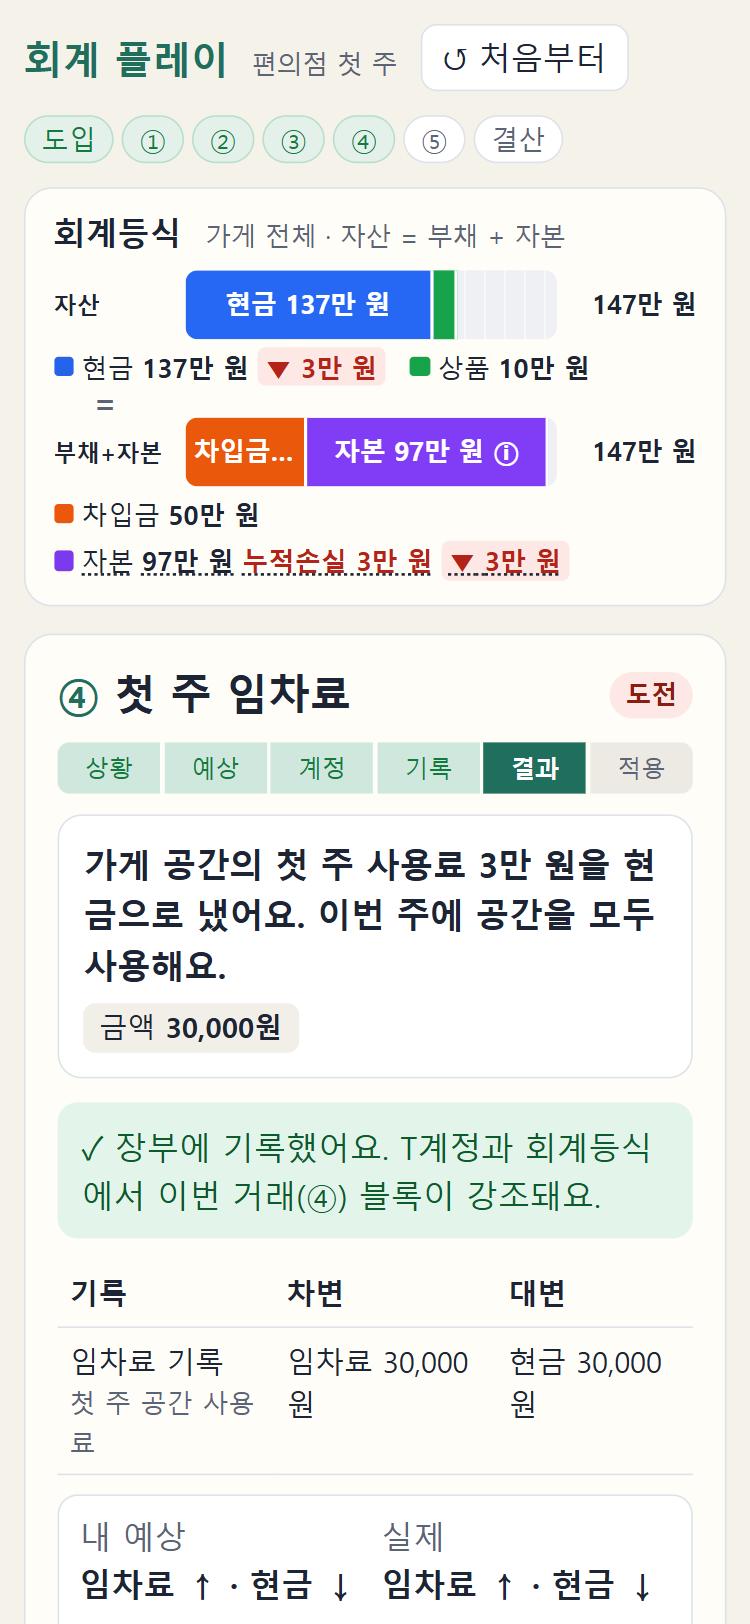 회계 플레이 편의점 첫 주 ↺ 처음부터
도입 ① ② ③ ④ ⑤ 결산
회계등식 가게 전체 · 자산 = 부채 + 자본
자산 현금 137만 원 147만 원
현금 137만 원 ▼ 3만 원 상품 10만 원
=
부채+자본 차입금... 자본 97만 원 ⓘ 147만 원
차입금 50만 원
자본 97만 원 누적손실 3만 원 ▼ 3만 원
④ 첫 주 임차료 도전
상황 예상 계정 기록 결과 적용
가게 공간의 첫 주 사용료 3만 원을 현
금으로 냈어요. 이번 주에 공간을 모두
사용해요.
금액 30,000원
✓ 장부에 기록했어요. T계정과 회계등식
에서 이번 거래(④) 블록이 강조돼요.
기록 차변 대변
임차료 기록 임차료 30,000 현금 30,000
첫 주 공간 사용 원 원
료
내 예상 실제
임차료 ↑ · 현금 ↓ 임차료 ↑ · 현금 ↓